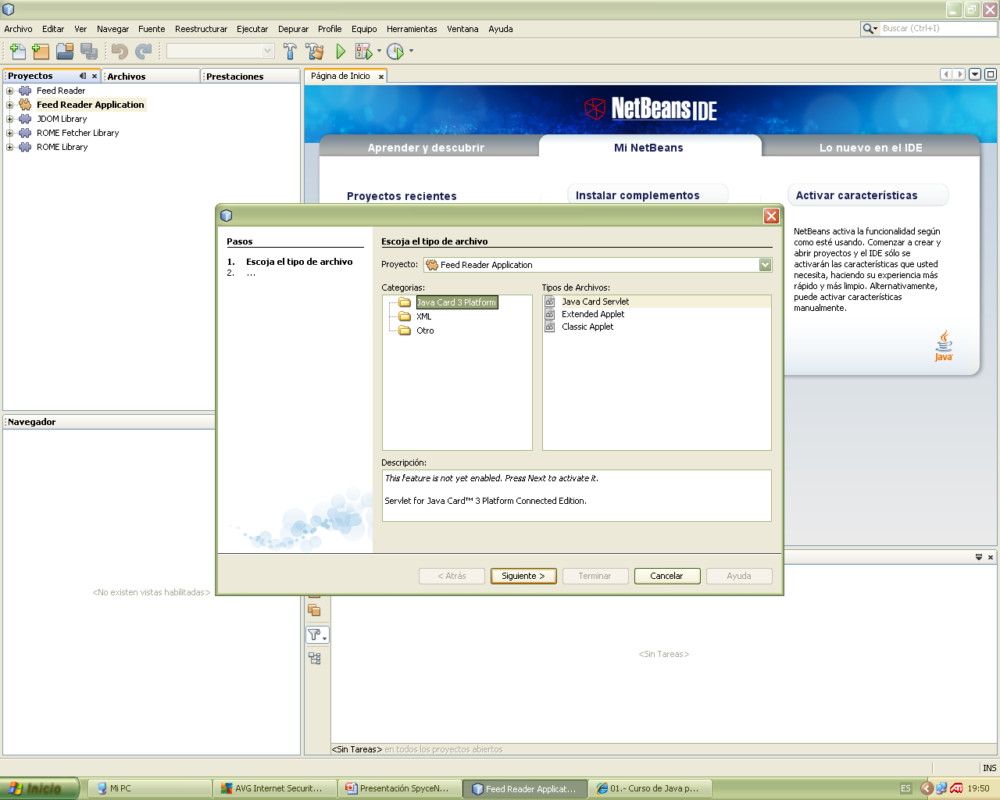 Archivo Editar Ver Navegar Fuente Reestructurar Ejecutar Depurar Profile Equipo Herramientas Ventana Ayuda
Buscar (Ctrl+I)
Proyectos Archivos Prestaciones
Feed Reader
Feed Reader Application
JDOM Library
ROME Fetcher Library
ROME Library
Página de Inicio
NetBeans IDE
Aprender y descubrir Mi NetBeans Lo nuevo en el IDE
Proyectos recientes Instalar complementos Activar características
NetBeans activa la funcionalidad según
como esté usando. Comenzar a crear y
abrir proyectos y el IDE sólo se
activarán las características que usted
necesita, haciendo su experiencia más
rápido y más limpio. Alternativamente,
puede activar características
manualmente.
Java
Pasos
1. Escoja el tipo de archivo
2. ...
Escoja el tipo de archivo
Proyecto: Feed Reader Application
Categorias: Tipos de Archivos:
Java Card 3 Platform
XML
Otro
Java Card Servlet
Extended Applet
Classic Applet
Descripción:
This feature is not yet enabled. Press Next to activate it.
Servlet for Java Card™ 3 Platform Connected Edition.
< Atrás Siguiente > Terminar Cancelar Ayuda
Navegador
<No existen vistas habilitadas>
<Sin Tareas>
<Sin Tareas> en todos los proyectos abiertos
INS
Inicio Mi PC AVG Internet Securit... Presentación SpyceN... Feed Reader Applicat... 01.- Curso de Java p... ES 19:50